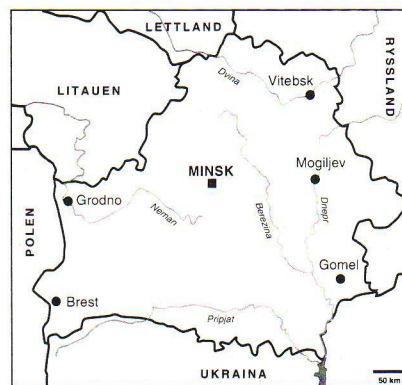 LETTLAND
Dvina
Vitebsk
RYSSLAND
LITAUEN
MINSK
Mogiljev
Grodno
Neman
Berezina
Dnepr
POLEN
Gomel
Brest
Pripjat
UKRAINA
50 km